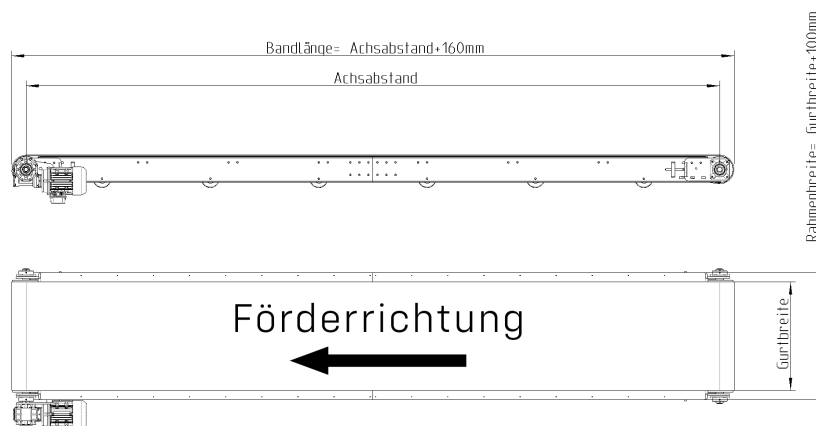 Bandlänge= Achsabstand+160mm
Achsabstand
Rahmenbreite= Gurtbreite+100mm
Förderrichtung
Gurtbreite